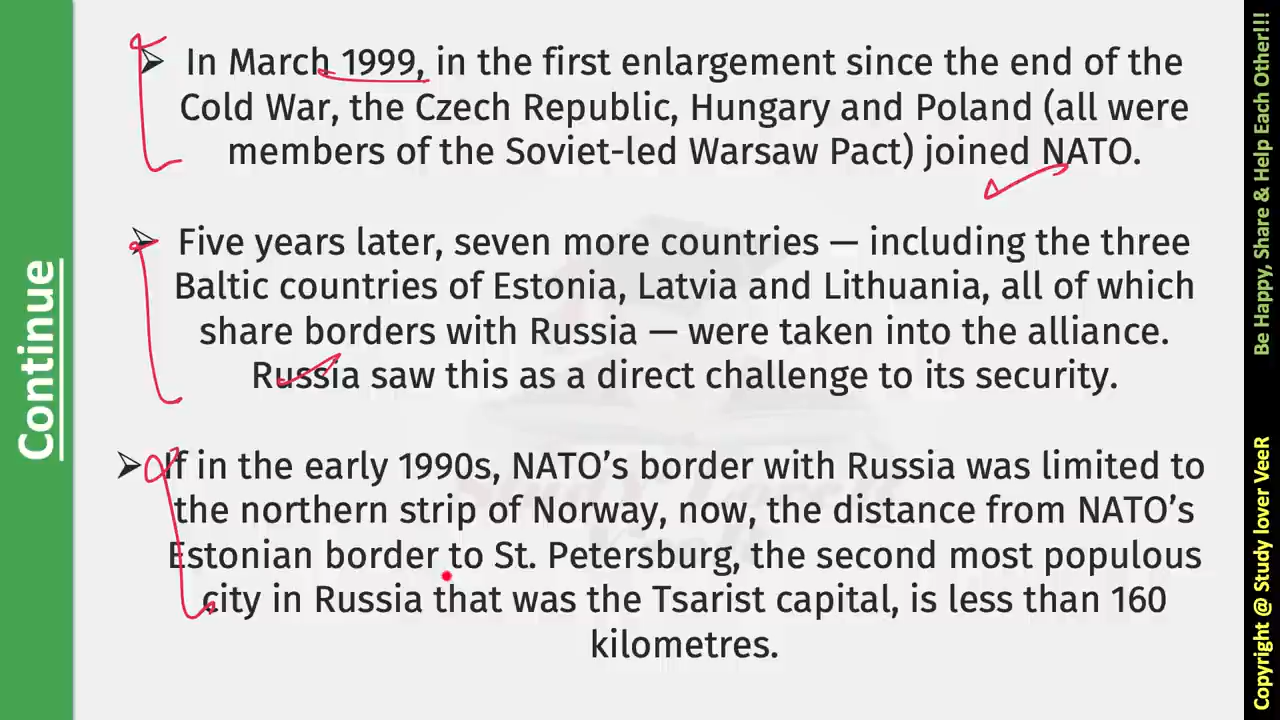 Continue
➢ In March 1999, in the first enlargement since the end of the
Cold War, the Czech Republic, Hungary and Poland (all were
members of the Soviet-led Warsaw Pact) joined NATO.
➢ Five years later, seven more countries — including the three
Baltic countries of Estonia, Latvia and Lithuania, all of which
share borders with Russia — were taken into the alliance.
Russia saw this as a direct challenge to its security.
➢ If in the early 1990s, NATO’s border with Russia was limited to
the northern strip of Norway, now, the distance from NATO’s
Estonian border to St. Petersburg, the second most populous
city in Russia that was the Tsarist capital, is less than 160
kilometres.
Copyright @ Study lover VeeR
Be Happy, Share & Help Each Other!!!